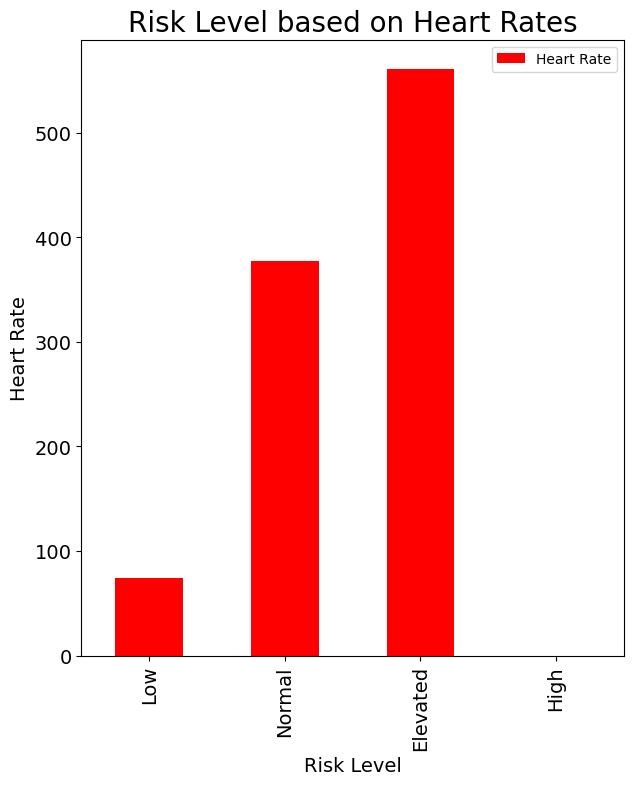 Risk Level based on Heart Rates
Heart Rate
500
400
300
200
100
0
Heart Rate
Low
Normal
Elevated
High
Risk Level